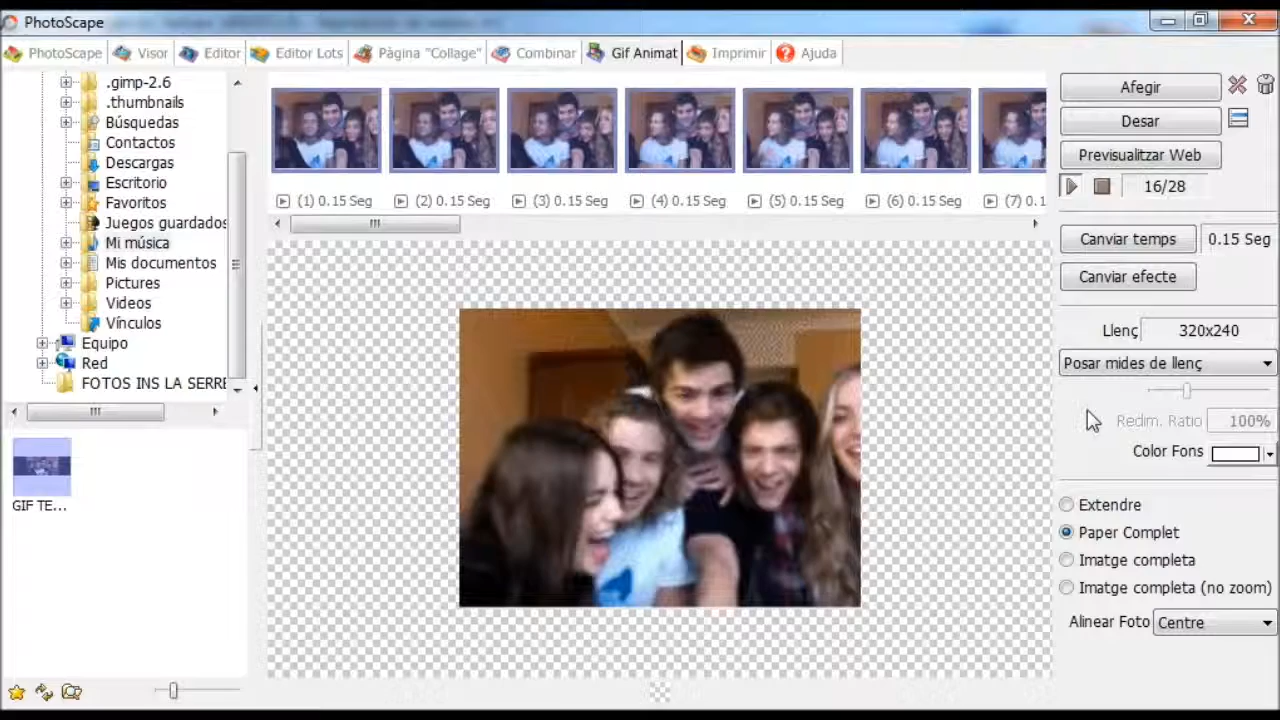 PhotoScape
PhotoScape Visor Editor Editor Lots Pàgina "Collage" Combinar Gif Animat Imprimir Ajuda
.gimp-2.6
.thumbnails
Búsquedas
Contactos
Descargas
Escritorio
Favoritos
Juegos guardados
Mi música
Mis documentos
Pictures
Videos
Vínculos
Equipo
Red
FOTOS INS LA SERRE
GIF TE...
(1) 0.15 Seg (2) 0.15 Seg (3) 0.15 Seg (4) 0.15 Seg (5) 0.15 Seg (6) 0.15 Seg (7) 0.1
Afegir
Desar
Previsualitzar Web
16/28
Canviar temps 0.15 Seg
Canviar efecte
Llenç 320x240
Posar mides de llenç
Redim. Ratio 100%
Color Fons
Extendre
Paper Complet
Imatge completa
Imatge completa (no zoom)
Alinear Foto Centre